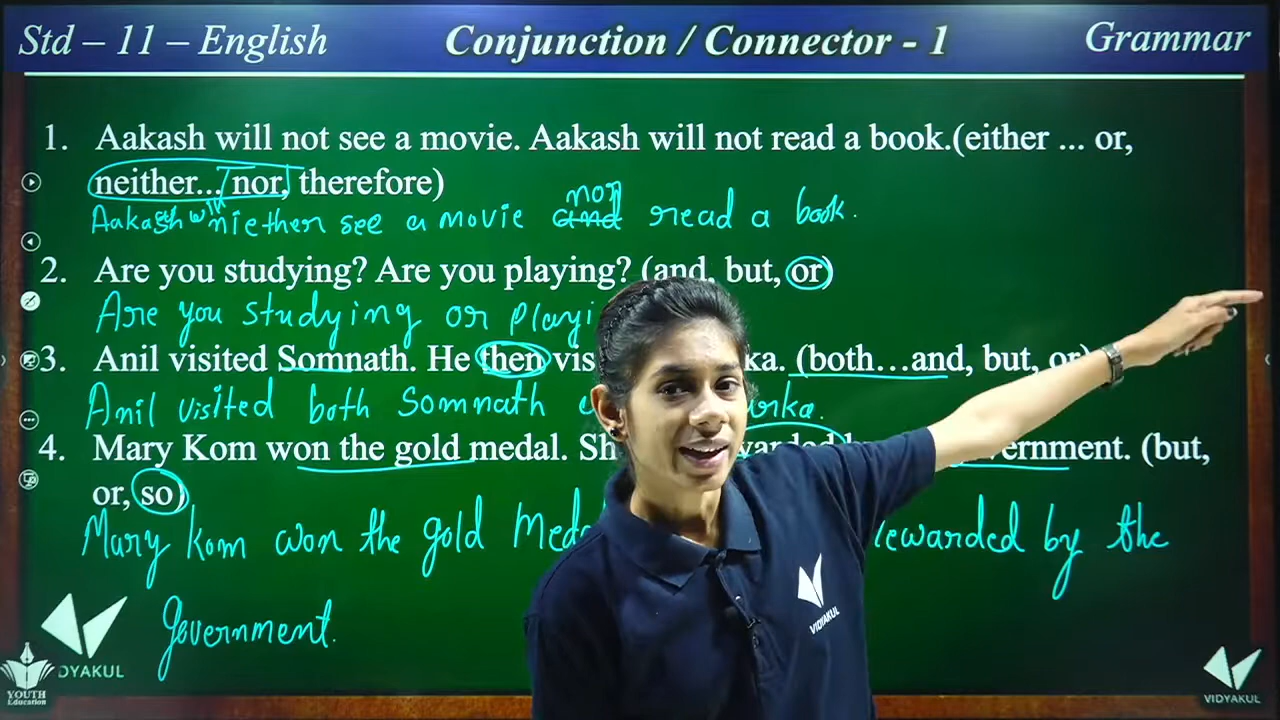 Std – 11 – English Conjunction / Connector - 1 Grammar
1. Aakash will not see a movie. Aakash will not read a book.(either ... or,
neither... nor, therefore)
nor
Aakash will niether see a movie and read a book.
2. Are you studying? Are you playing? (and, but, or)
Are you studying or playi
3. Anil visited Somnath. He then vis ka. (both…and, but, or)
Anil visited both Somnath urka.
4. Mary Kom won the gold medal. Sh warded by vernment. (but,
or, so)
Mary Kom won the gold Meda rewarded by the
Government.
DYAKUL
YOUTH
Education
VIDYAKUL
VIDYAKUL